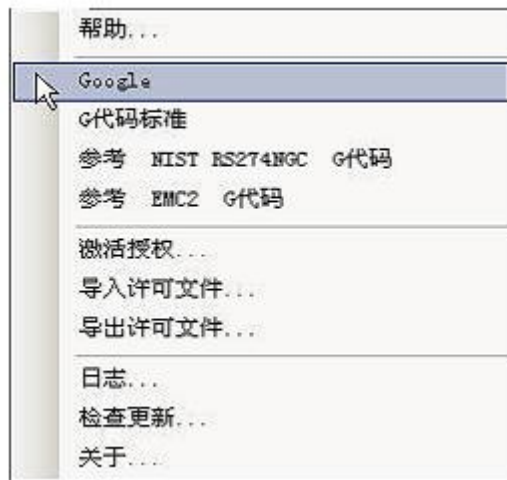 帮助...
Google
G代码标准
参考 NIST RS274NGC G代码
参考 EMC2 G代码
激活授权...
导入许可文件...
导出许可文件...
日志...
检查更新...
关于...